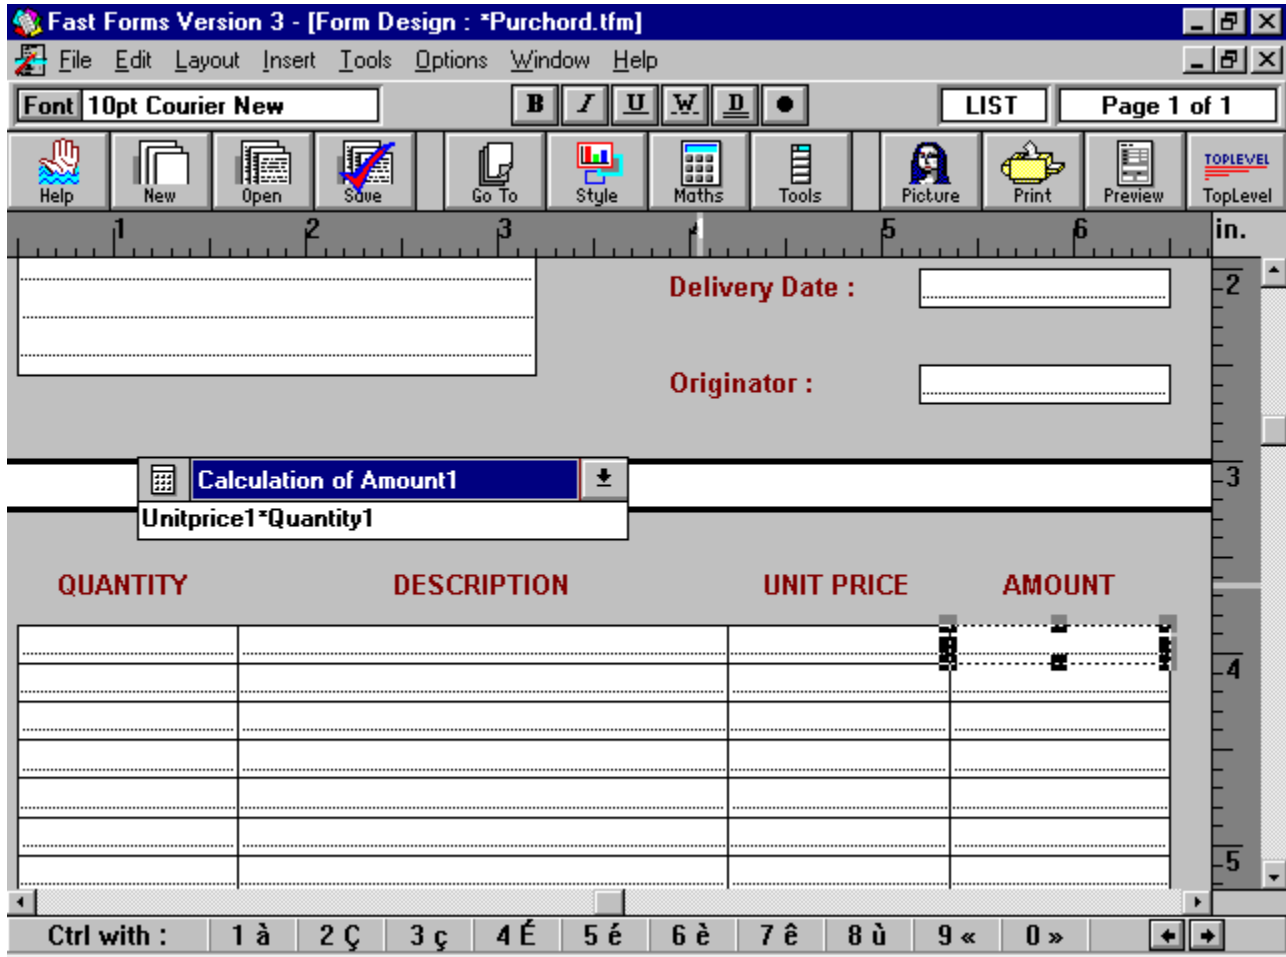 Fast Forms Version 3 - [Form Design : *Purchord.tfm]
File Edit Layout Insert Tools Options Window Help
Font 10pt Courier New B I U W D LIST Page 1 of 1
Help New Open Save Go To Style Maths Tools Picture Print Preview TOPLEVEL TopLevel
1 2 3 4 5 6 in.
Delivery Date : 2
Originator :
Calculation of Amount1 3
Unitprice1*Quantity1
QUANTITY DESCRIPTION UNIT PRICE AMOUNT
4
5
Ctrl with : 1 à 2 Ç 3 ç 4 É 5 é 6 è 7 ê 8 ù 9 « 0 »